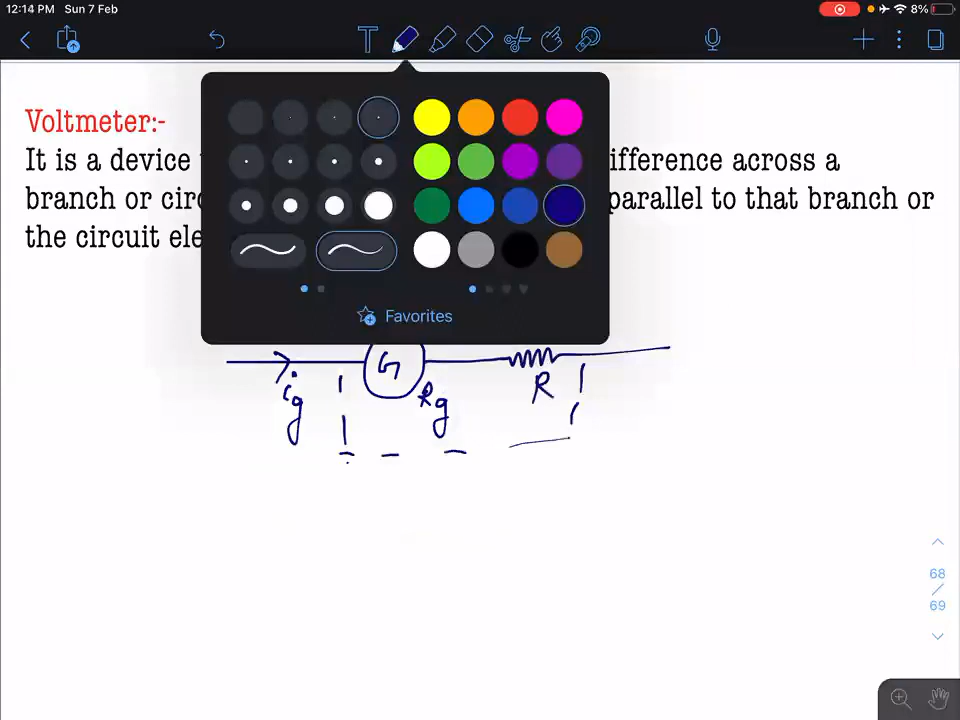 12:14 PM Sun 7 Feb
8%
T
Voltmeter:-
It is a device
ifference across a
branch or circ
parallel to that branch or
the circuit ele
Favorites
G
ig
Rg
R
68
/
69